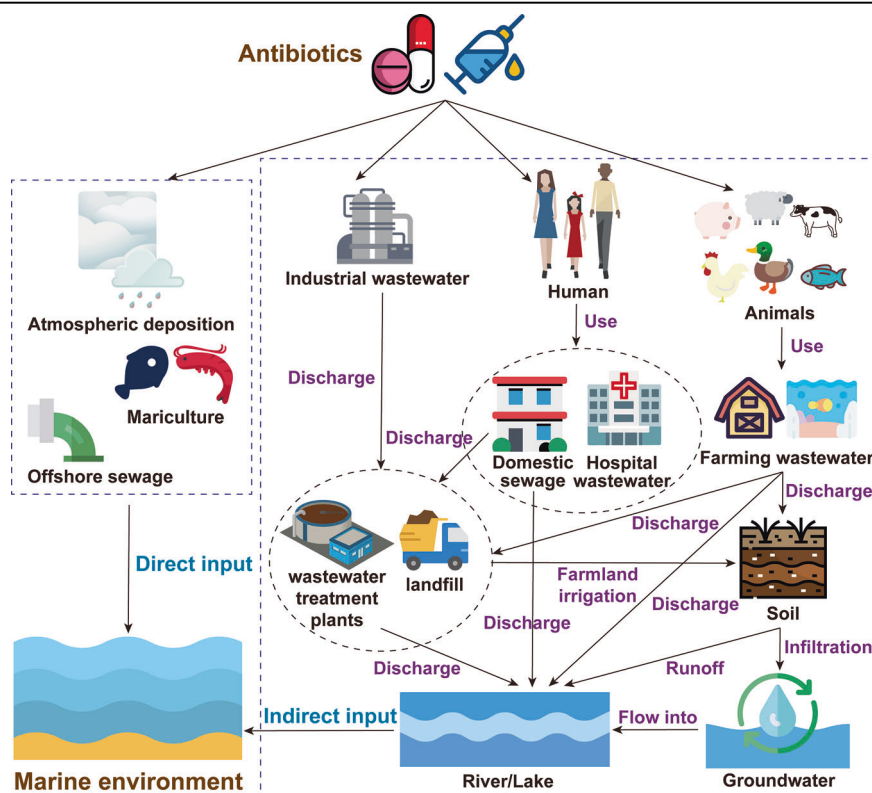 Antibiotics
Atmospheric deposition
Mariculture
Offshore sewage
Industrial wastewater
Human
Animals
Use
Use
Discharge
Discharge
Domestic
sewage
Hospital
wastewater
Farming wastewater
Discharge
Discharge
wastewater
treatment
plants
landfill
Farmland
irrigation
Discharge
Soil
Direct input
Discharge
Discharge
Runoff
Infiltration
Indirect input
Flow into
Marine environment
River/Lake
Groundwater